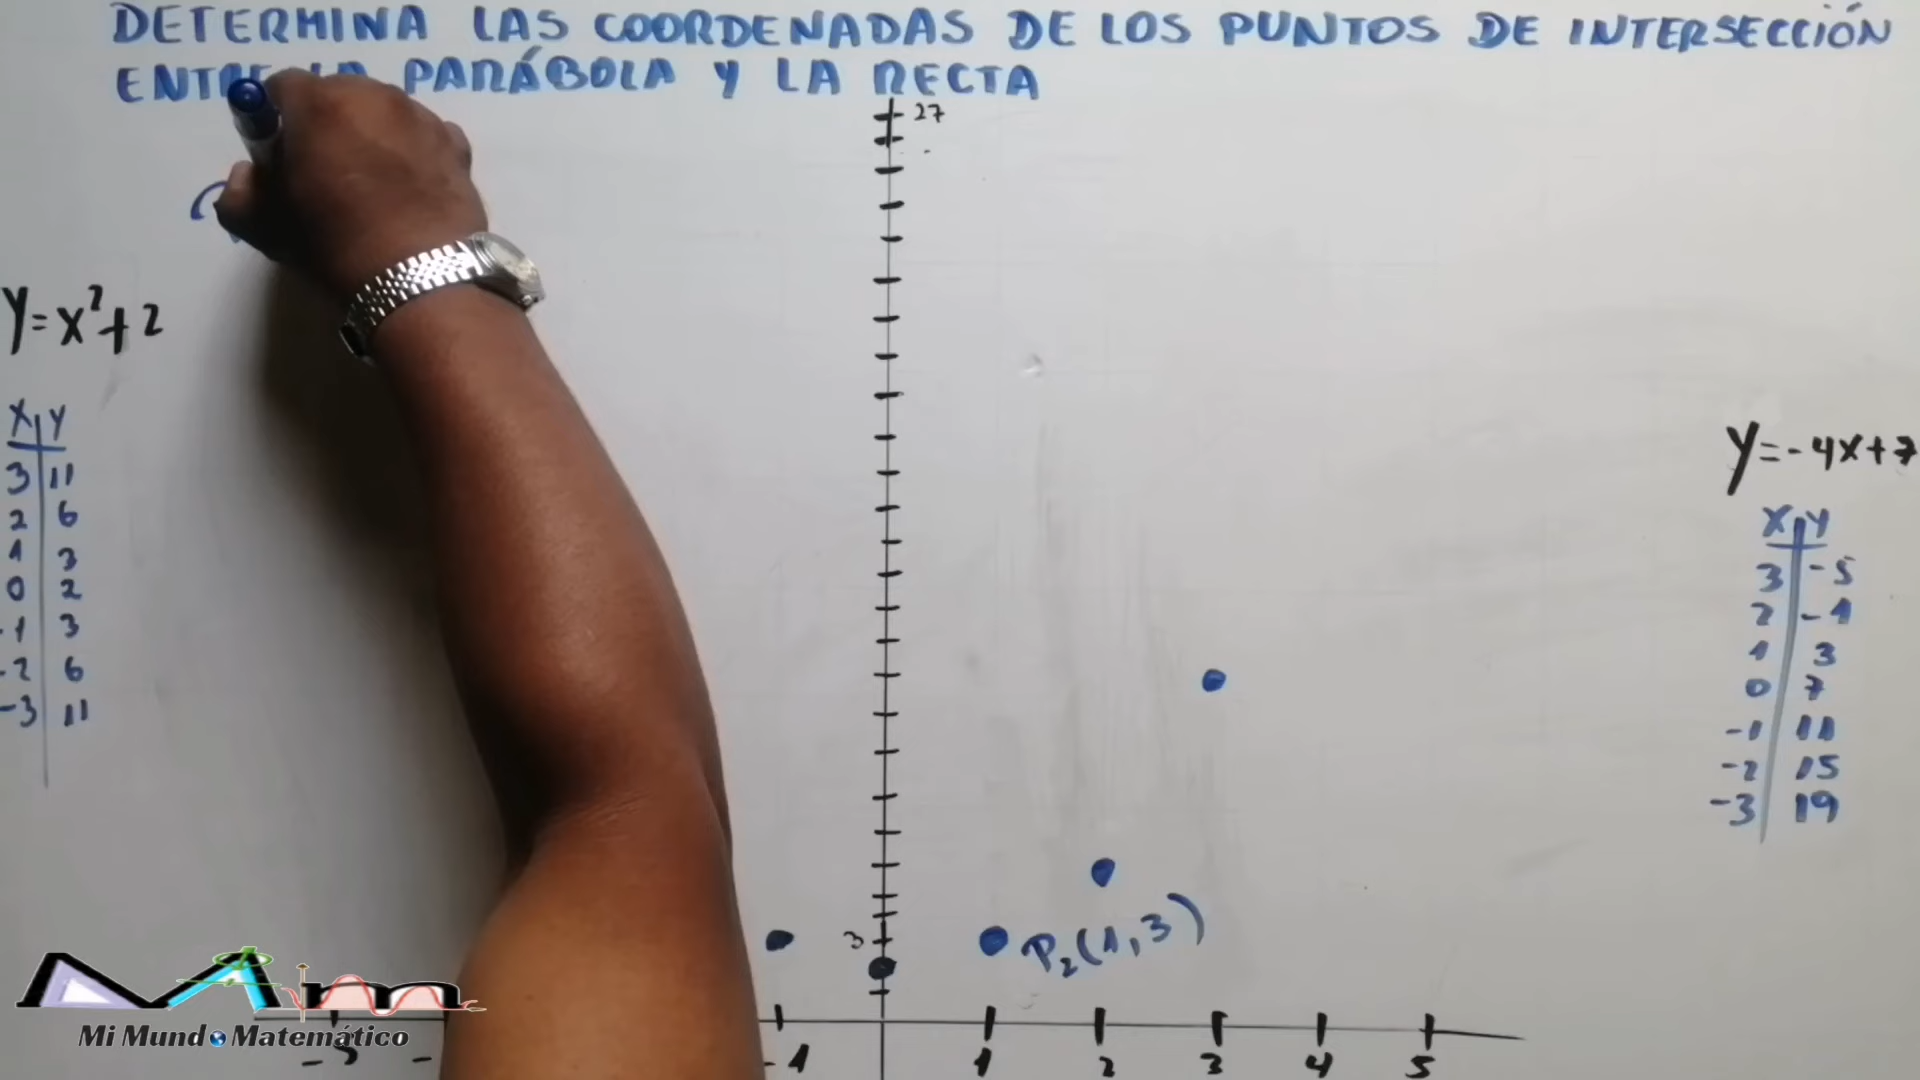 DETERMINA LAS COORDENADAS DE LOS PUNTOS DE INTERSECCIÓN
ENTRE LA PARÁBOLA Y LA RECTA
27
y=x²+2
X Y
3 11
2 6
1 3
0 2
-1 3
-2 6
-3 11
y=-4x+7
X Y
3 -5
2 -1
1 3
0 7
-1 11
-2 15
-3 19
3
P₂(1,3)
-5 - -1 1 2 3 4 5
Mi Mundo Matemático